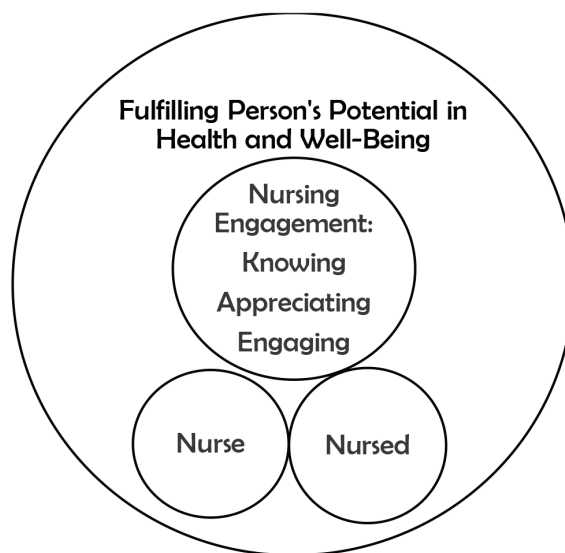 Fulfilling Person's Potential in
Health and Well-Being
Nursing
Engagement:
Knowing
Appreciating
Engaging
Nurse
Nursed